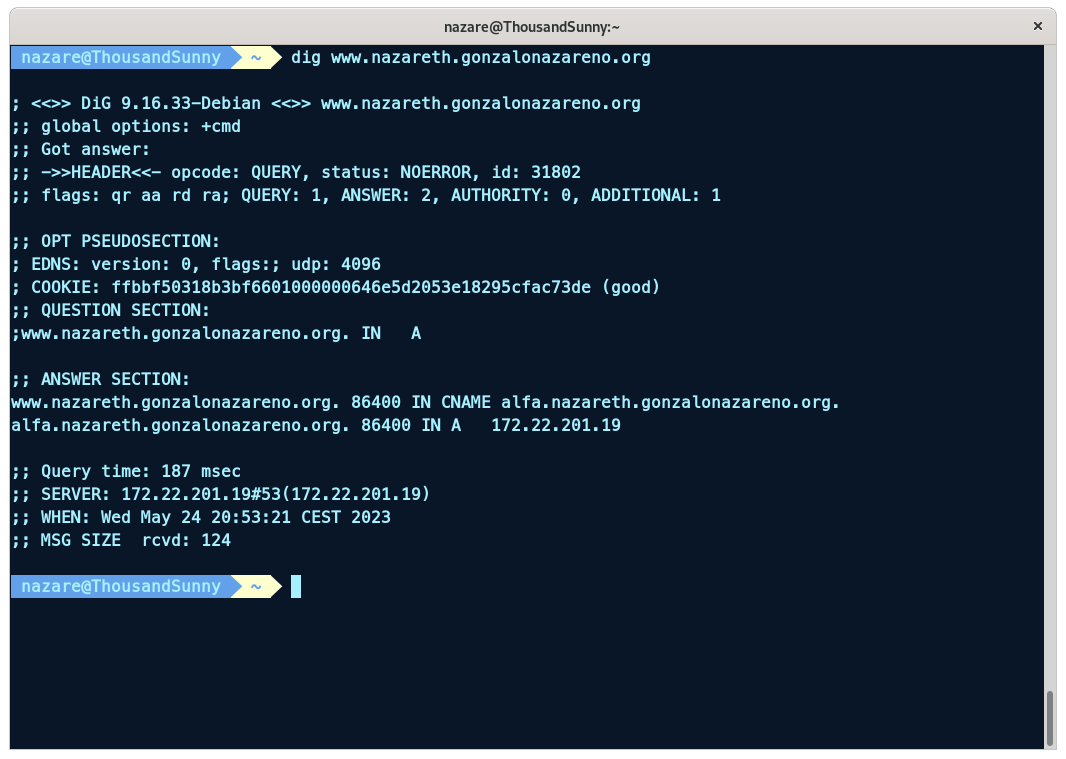 nazare@ThousandSunny:~ ×
nazare@ThousandSunny ~ dig www.nazareth.gonzalonazareno.org
; <<>> DiG 9.16.33-Debian <<>> www.nazareth.gonzalonazareno.org
;; global options: +cmd
;; Got answer:
;; ->>HEADER<<- opcode: QUERY, status: NOERROR, id: 31802
;; flags: qr aa rd ra; QUERY: 1, ANSWER: 2, AUTHORITY: 0, ADDITIONAL: 1
;; OPT PSEUDOSECTION:
; EDNS: version: 0, flags:; udp: 4096
; COOKIE: ffbbf50318b3bf6601000000646e5d2053e18295cfac73de (good)
;; QUESTION SECTION:
;www.nazareth.gonzalonazareno.org. IN   A
;; ANSWER SECTION:
www.nazareth.gonzalonazareno.org. 86400 IN CNAME alfa.nazareth.gonzalonazareno.org.
alfa.nazareth.gonzalonazareno.org. 86400 IN A   172.22.201.19
;; Query time: 187 msec
;; SERVER: 172.22.201.19#53(172.22.201.19)
;; WHEN: Wed May 24 20:53:21 CEST 2023
;; MSG SIZE  rcvd: 124
nazare@ThousandSunny ~